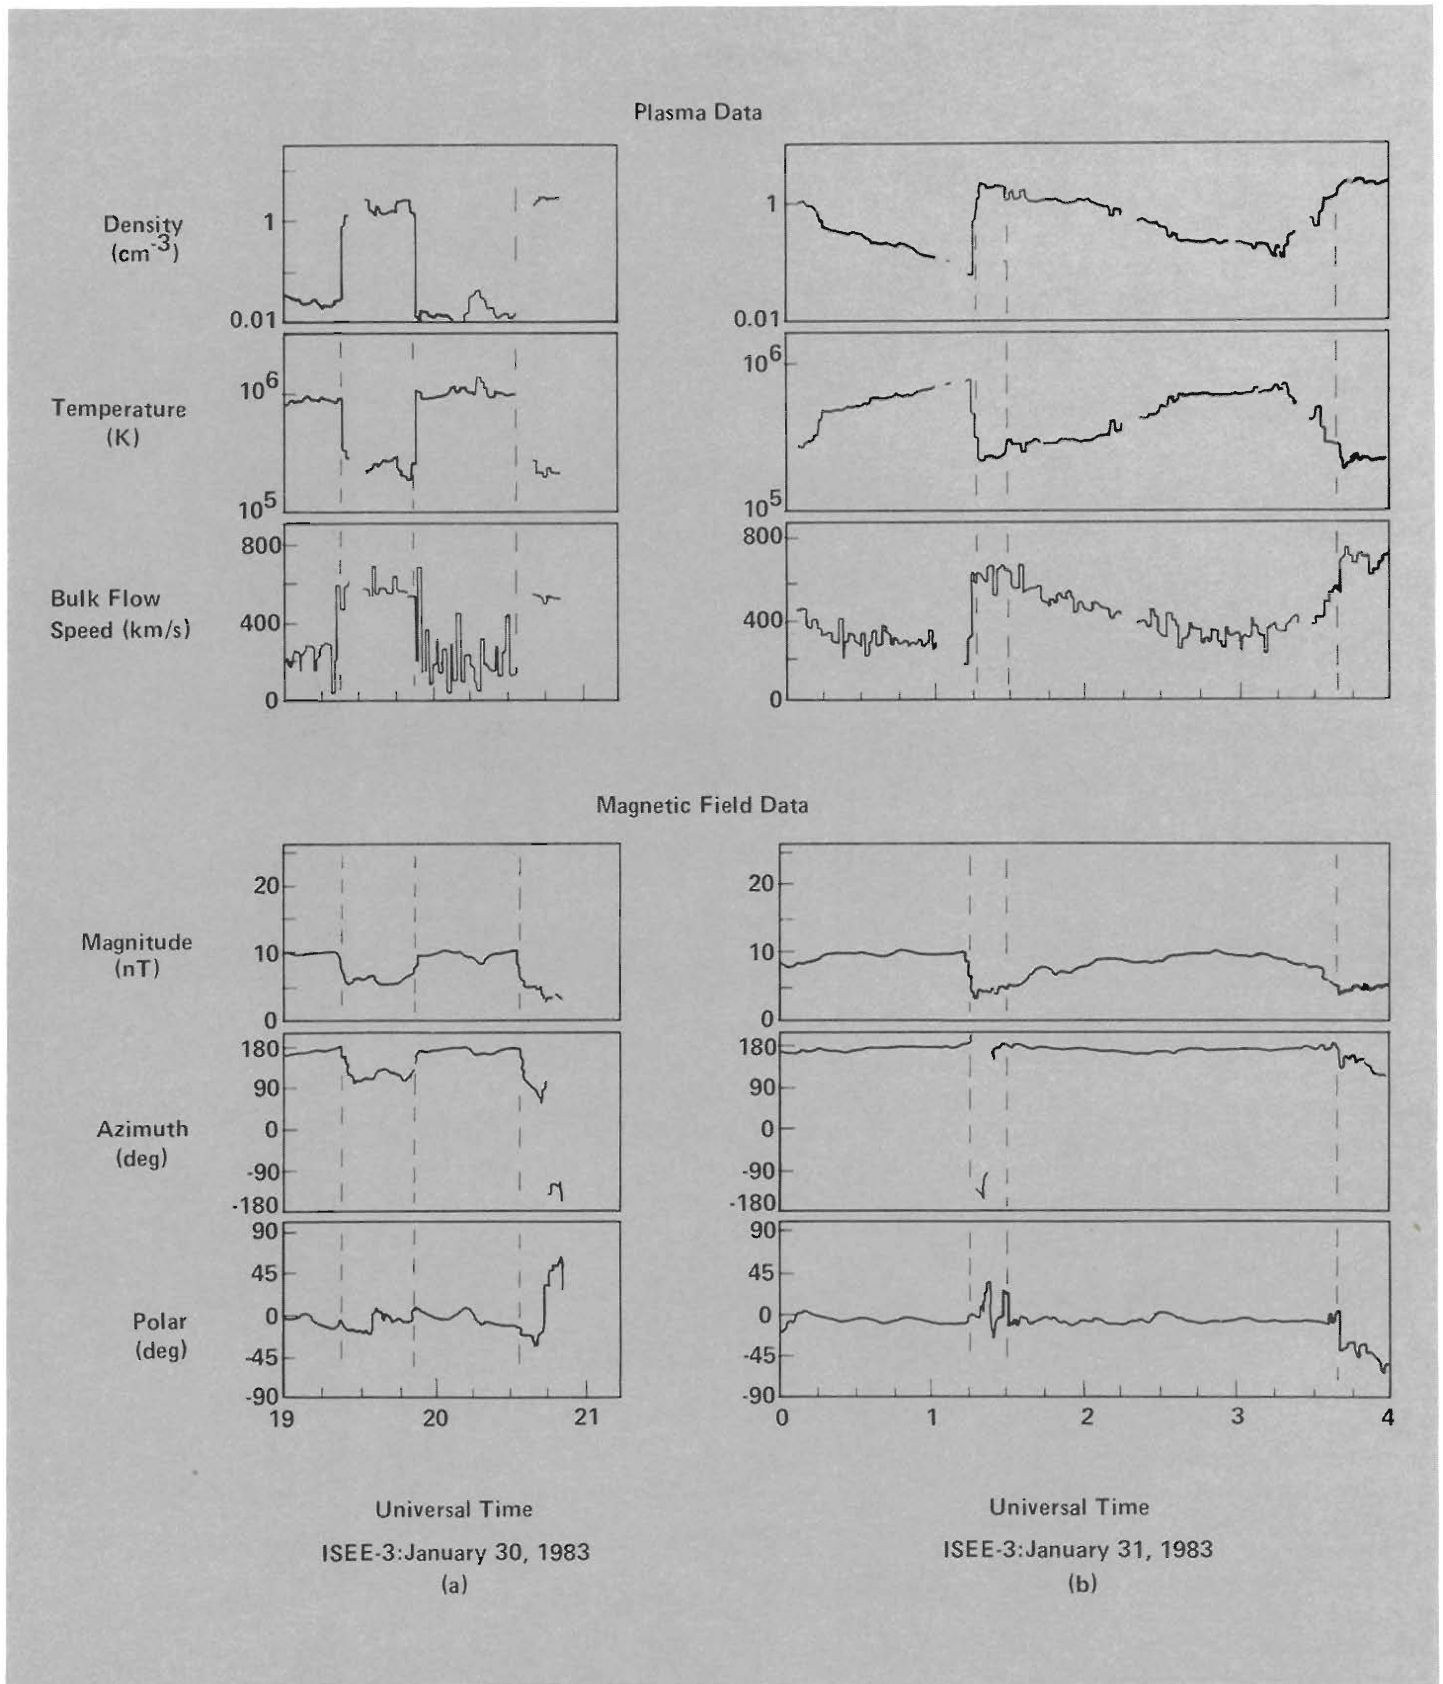 Plasma Data
Density
(cm-3)
1
0.01
1
0.01
Temperature
(K)
10^6
10^5
10^6
10^5
Bulk Flow
Speed (km/s)
800
400
0
800
400
0
Magnetic Field Data
Magnitude
(nT)
20
10
0
20
10
0
Azimuth
(deg)
180
90
0
-90
-180
180
90
0
-90
-180
Polar
(deg)
90
45
0
-45
-90
90
45
0
-45
-90
19 20 21
0 1 2 3 4
Universal Time
ISEE-3:January 30, 1983
(a)
Universal Time
ISEE-3:January 31, 1983
(b)